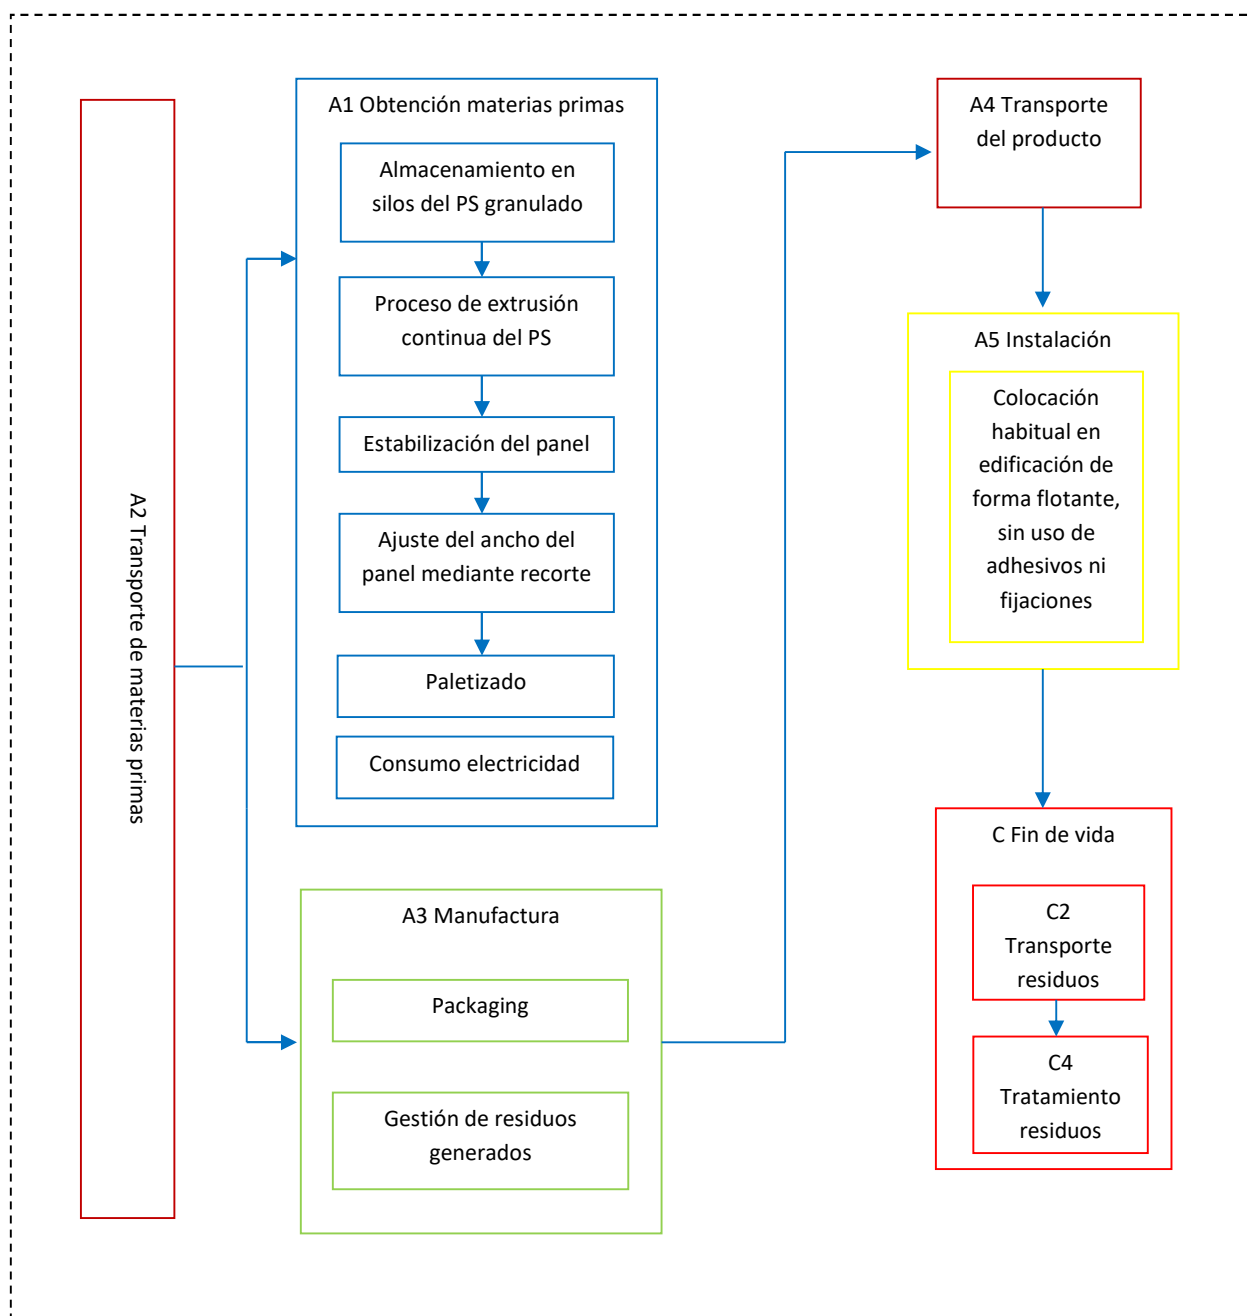 A2 Transporte de materias primas
A1 Obtención materias primas
Almacenamiento en
silos del PS granulado
Proceso de extrusión
continua del PS
Estabilización del panel
Ajuste del ancho del
panel mediante recorte
Paletizado
Consumo electricidad
A3 Manufactura
Packaging
Gestión de residuos
generados
A4 Transporte
del producto
A5 Instalación
Colocación
habitual en
edificación de
forma flotante,
sin uso de
adhesivos ni
fijaciones
C Fin de vida
C2
Transporte
residuos
C4
Tratamiento
residuos